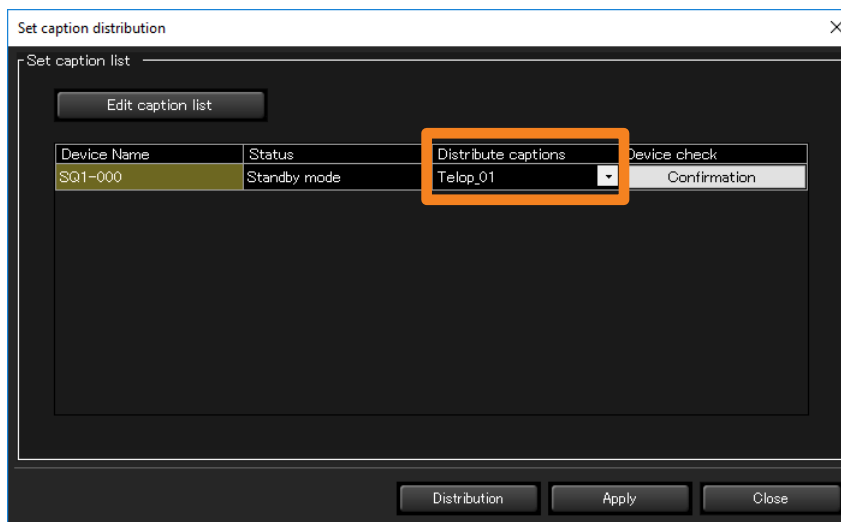 Set caption distribution
Set caption list
Edit caption list
Device Name Status Distribute captions Device check
SQ1-000 Standby mode Telop_01 Confirmation
Distribution Apply Close